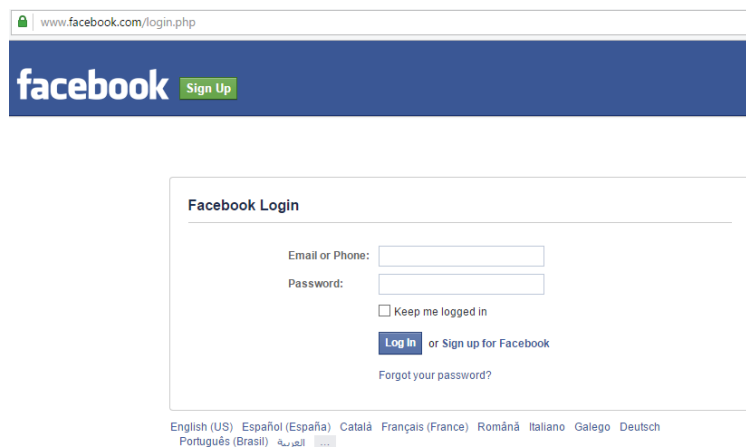 www.facebook.com/login.php
facebook Sign Up
Facebook Login
Email or Phone:
Password:
Keep me logged in
Log In or Sign up for Facebook
Forgot your password?
English (US) Español (España) Català Français (France) Română Italiano Galego Deutsch
Português (Brasil) العربية ...